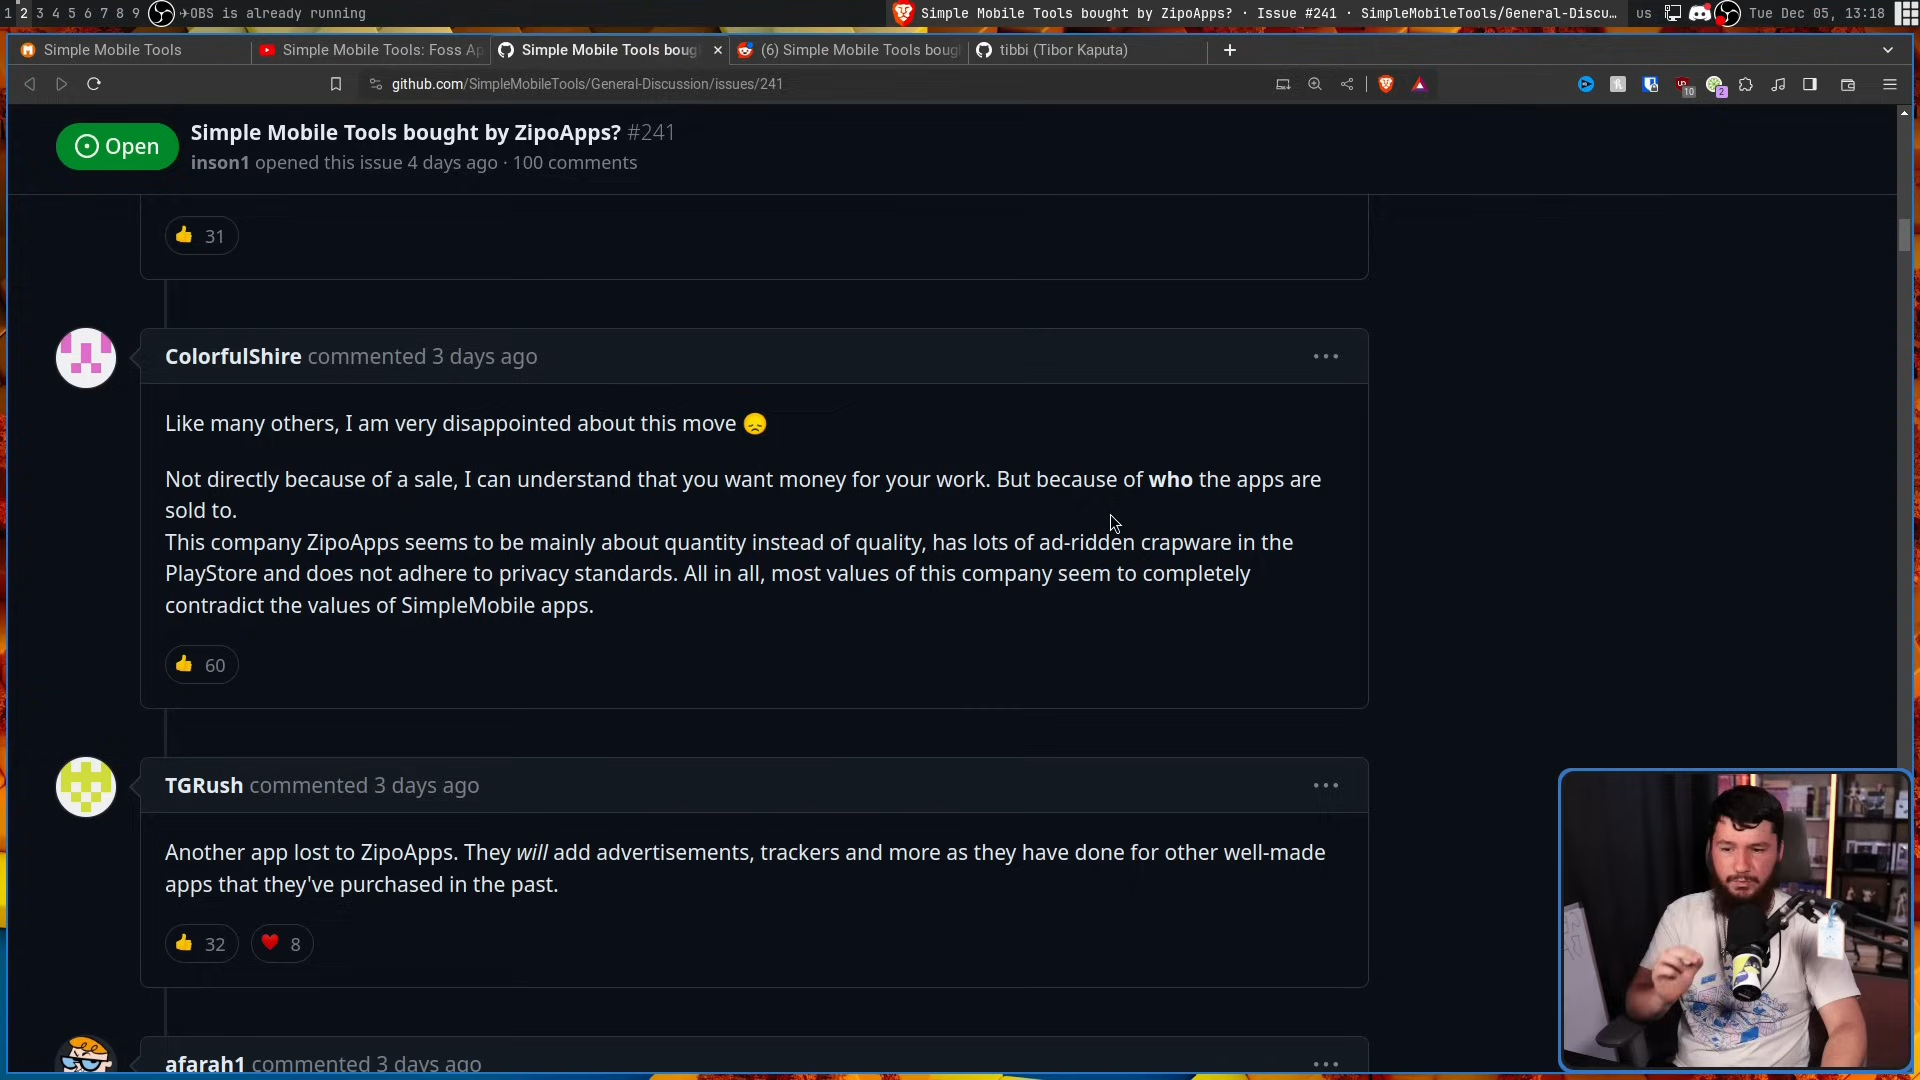 1 2 3 4 5 6 7 8 9 OBS is already running
Simple Mobile Tools bought by ZipoApps? · Issue #241 · SimpleMobileTools/General-Discu…
us
Tue Dec 05, 13:18
Simple Mobile Tools
Simple Mobile Tools: Foss Ap
Simple Mobile Tools boug
(6) Simple Mobile Tools boug
tibbi (Tibor Kaputa)
github.com/SimpleMobileTools/General-Discussion/issues/241
10
2
Open
Simple Mobile Tools bought by ZipoApps? #241
inson1 opened this issue 4 days ago · 100 comments
👍 31
ColorfulShire commented 3 days ago
Like many others, I am very disappointed about this move 😞
Not directly because of a sale, I can understand that you want money for your work. But because of who the apps are
sold to.
This company ZipoApps seems to be mainly about quantity instead of quality, has lots of ad-ridden crapware in the
PlayStore and does not adhere to privacy standards. All in all, most values of this company seem to completely
contradict the values of SimpleMobile apps.
👍 60
TGRush commented 3 days ago
Another app lost to ZipoApps. They will add advertisements, trackers and more as they have done for other well-made
apps that they've purchased in the past.
👍 32 ❤️ 8
afarah1 commented 3 days ago